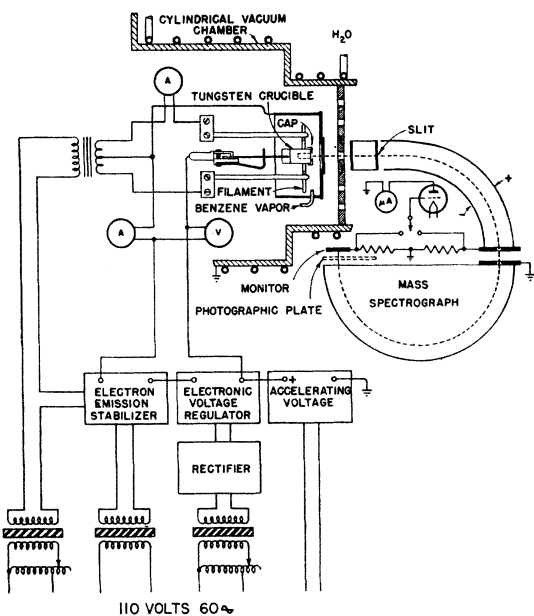 CYLINDRICAL VACUUM
CHAMBER
H₂O
A
TUNGSTEN CRUCIBLE
CAP
SLIT
+
μA
-
FILAMENT
BENZENE VAPOR
A
V
MONITOR
PHOTOGRAPHIC PLATE
MASS
SPECTROGRAPH
ELECTRON
EMISSION
STABILIZER
ELECTRONIC
VOLTAGE
REGULATOR
+
ACCELERATING
VOLTAGE
RECTIFIER
110 VOLTS 60~